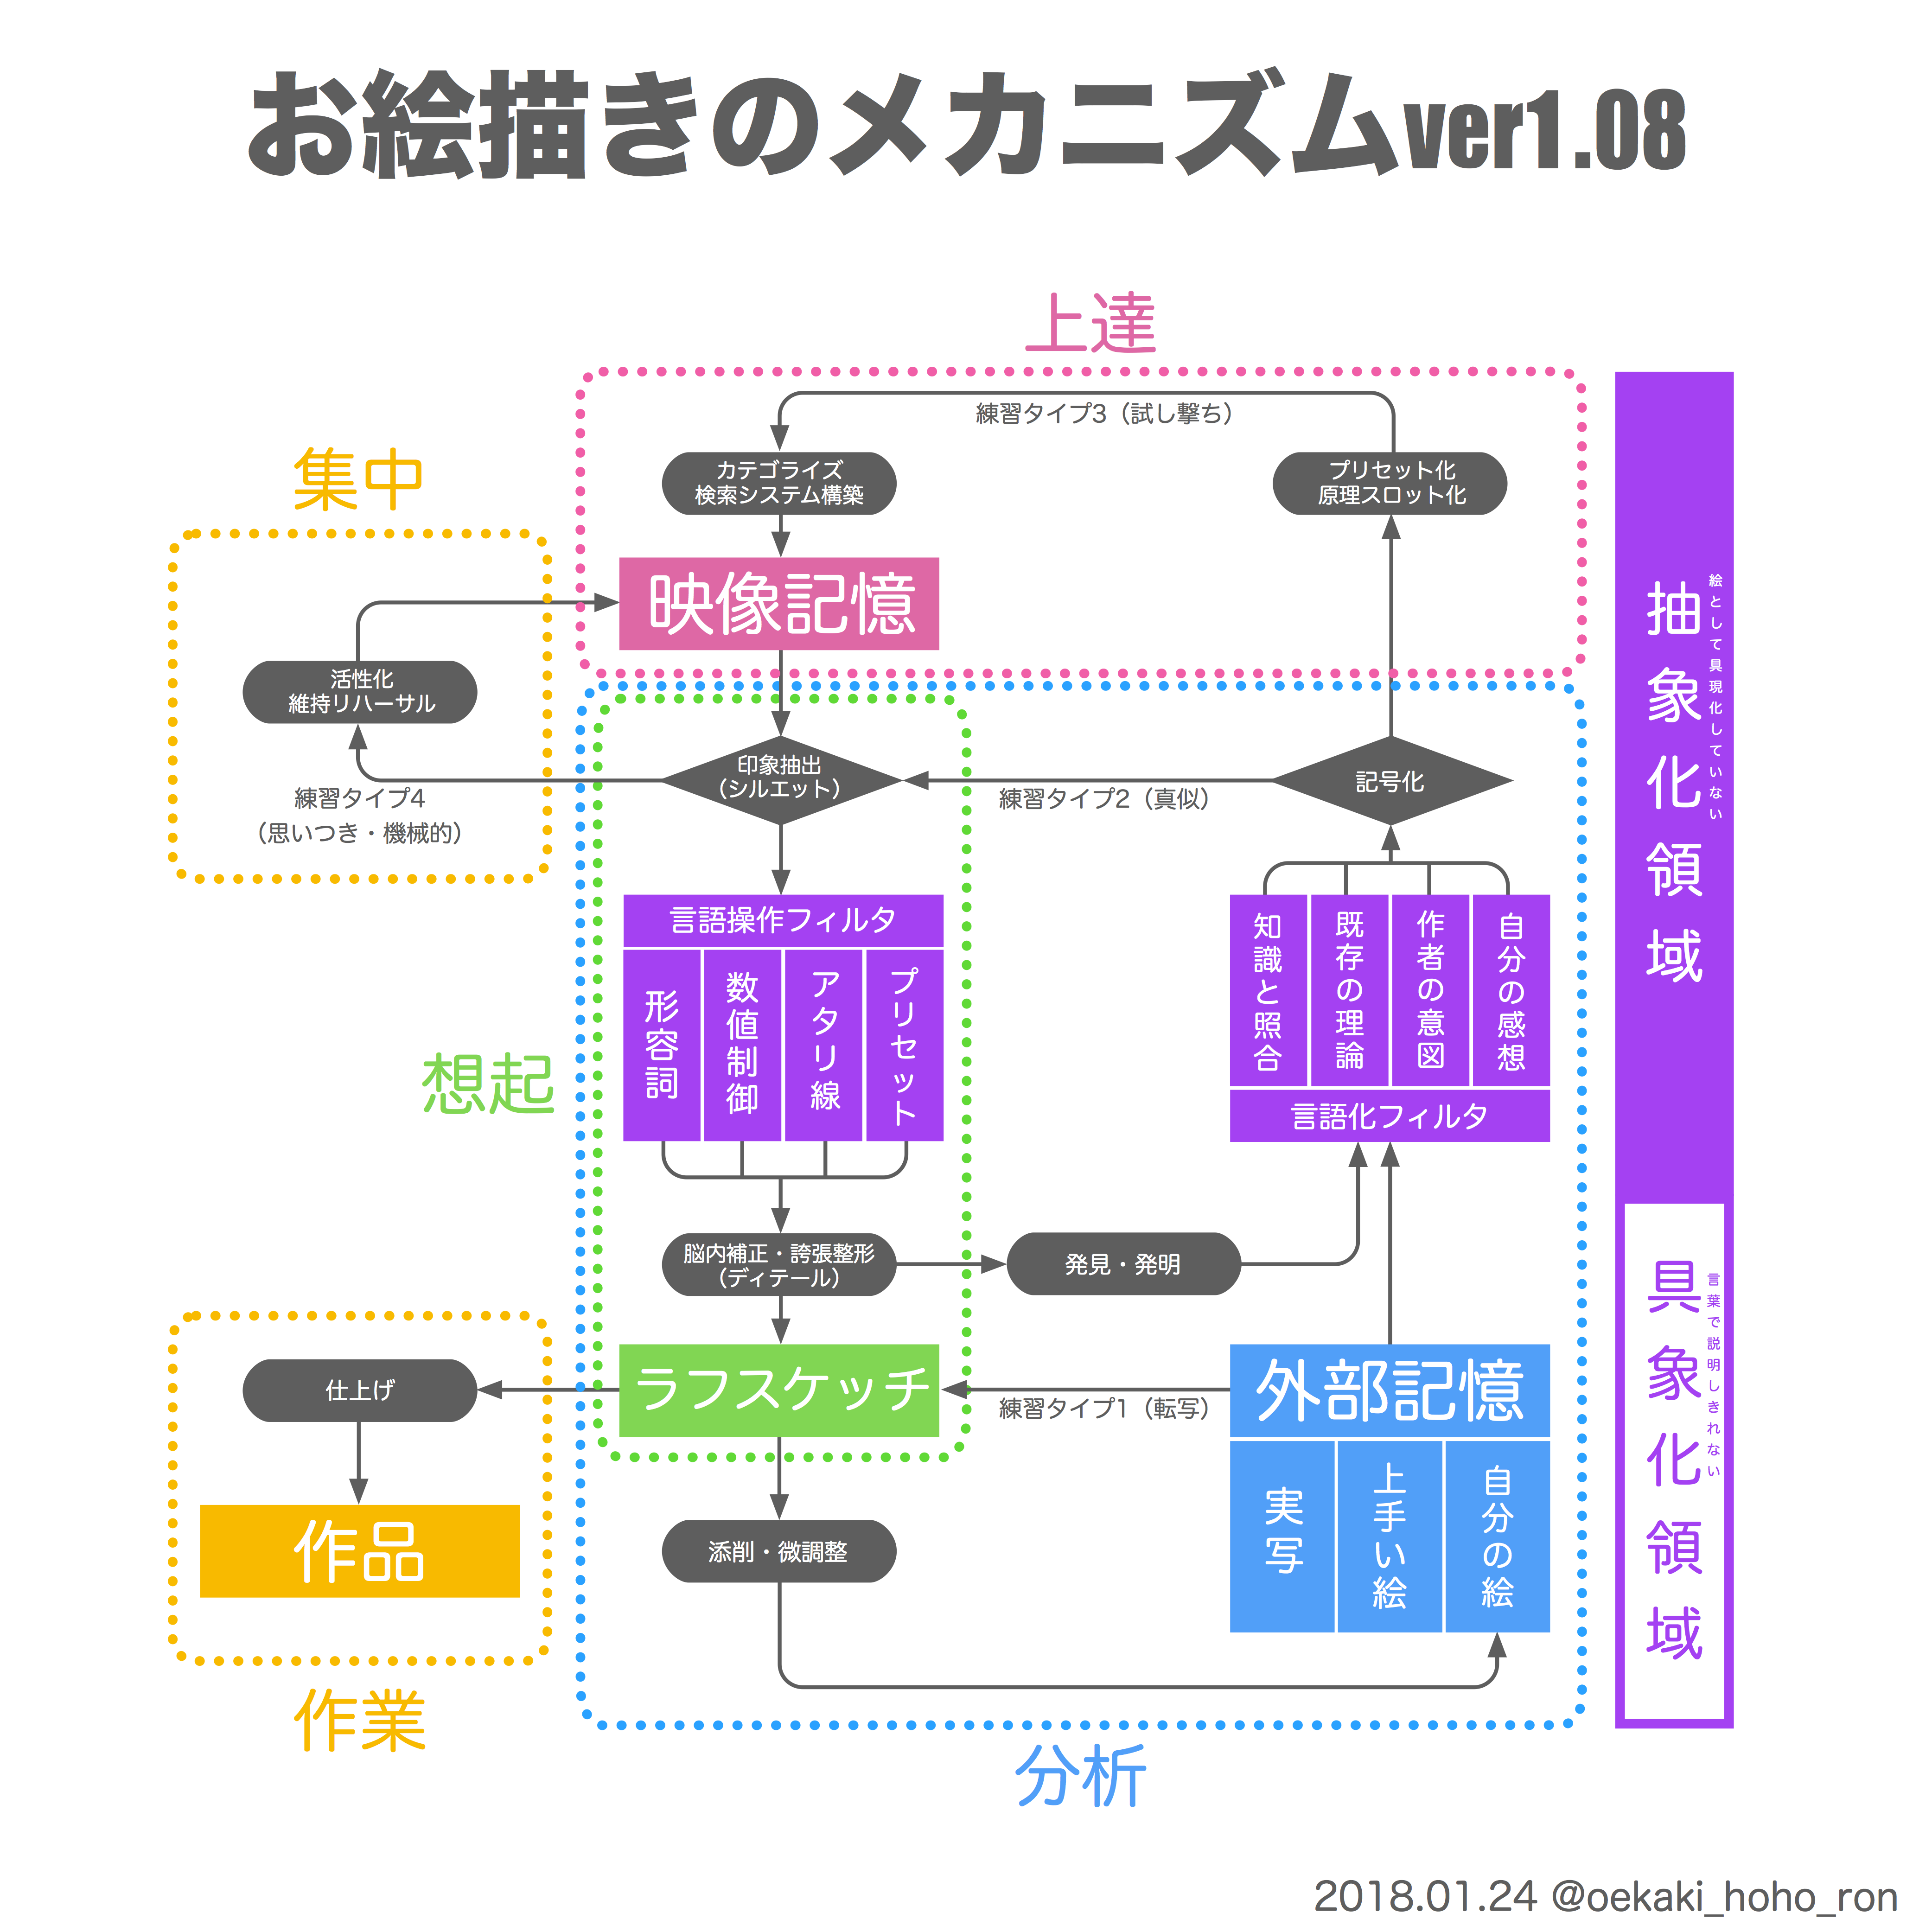 お絵描きのメカニズムver1.08
上達
練習タイプ3（試し撃ち）
集中
カテゴライズ
検索システム構築
プリセット化
原理スロット化
映像記憶
活性化
維持リハーサル
印象抽出
（シルエット）
記号化
練習タイプ4
（思いつき・機械的）
練習タイプ2（真似）
言語操作フィルタ
形容詞
数値制御
アタリ線
プリセット
知識と照合
既存の理論
作者の意図
自分の感想
言語化フィルタ
想起
脳内補正・誇張整形
（ディテール）
発見・発明
仕上げ
ラフスケッチ
練習タイプ1（転写）
外部記憶
実写
上手い絵
自分の絵
作品
添削・微調整
作業
分析
抽象化領域
絵として具現化していない
具象化領域
言葉で説明しきれない
2018.01.24 @oekaki_hoho_ron